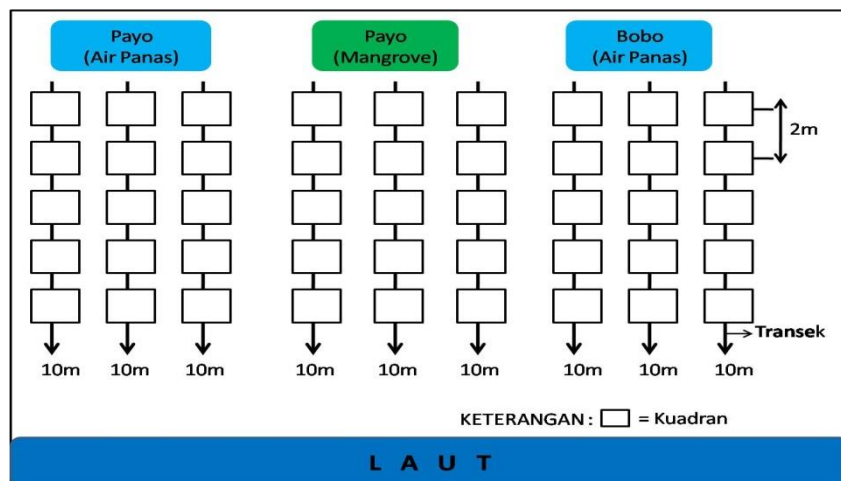 Payo
(Air Panas)
Payo
(Mangrove)
Bobo
(Air Panas)
2m
Transek
10m 10m 10m 10m 10m 10m 10m 10m 10m
KETERANGAN : = Kuadran
L A U T